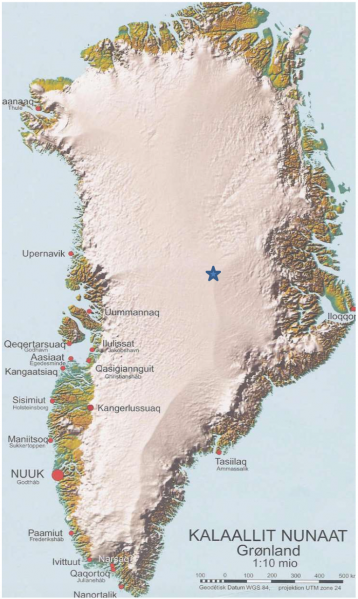 aanaaq
Thule
Upernavik
Uummannaq
Iloqqor
Qeqertarsuaq
Godhavn
Ilulissat
Jakobshavn
Aasiaat
Egedesminde
Qasigiannguit
Christianshåb
Kangaatsiaq
Sisimiut
Holsteinsborg
Kangerlussuaq
Maniitsoq
Sukkertoppen
Tasiilaq
Ammassalik
NUUK
Godthåb
Paamiut
Frederikshåb
KALAALLIT NUNAAT
Grønland
1:10 mio
Ivittuut
Narsaq
Qaqortoq
Julianehåb
100 0 100 200 300 400 500 km
Geodætisk Datum WGS 84, projektion UTM zone 24
Nanortalik